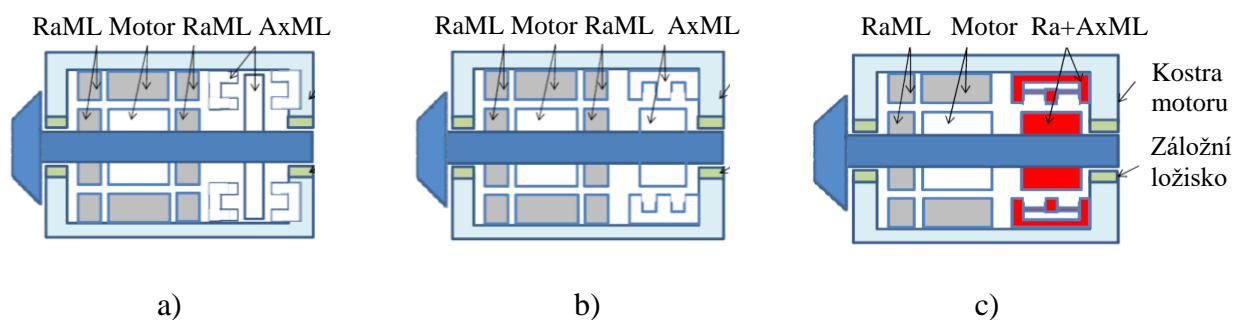 RaML Motor RaML AxML
RaML Motor RaML AxML
RaML Motor Ra+AxML
Kostra
motoru
Záložní
ložisko
a)
b)
c)